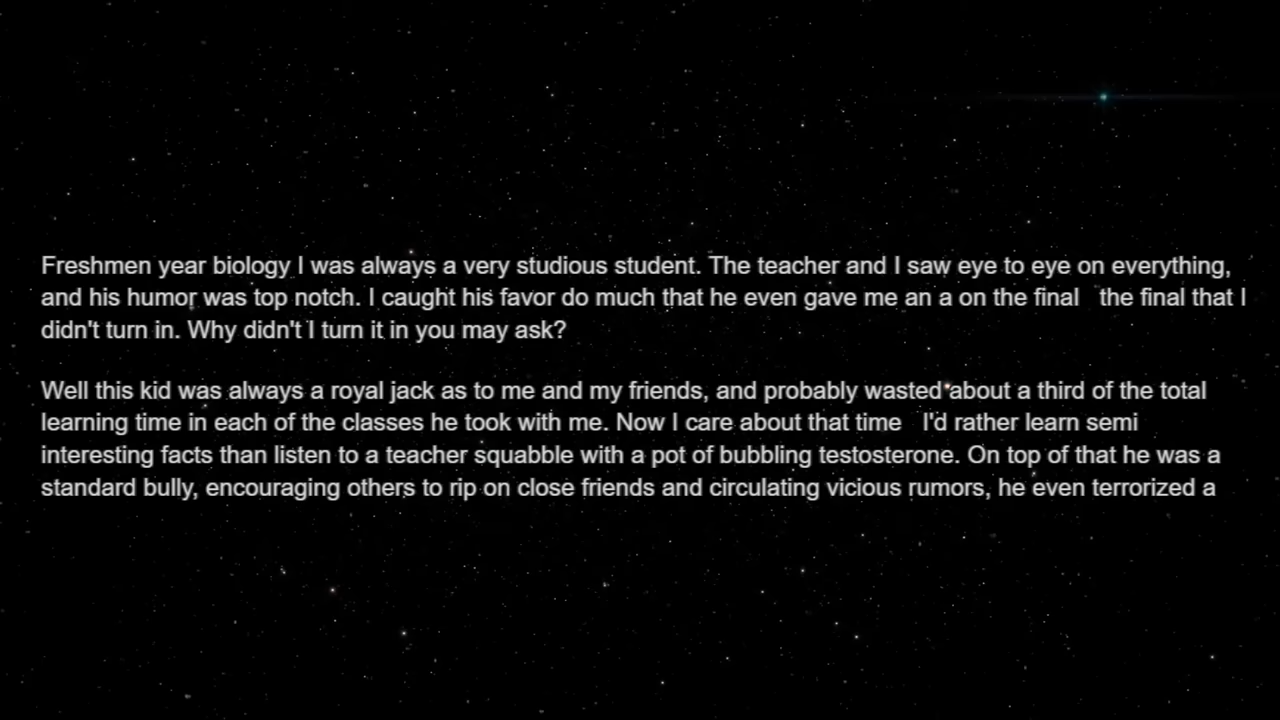 Freshmen year biology I was always a very studious student. The teacher and I saw eye to eye on everything,
and his humor was top notch. I caught his favor do much that he even gave me an a on the final   the final that I
didn't turn in. Why didn't I turn it in you may ask?
Well this kid was always a royal jack as to me and my friends, and probably wasted about a third of the total
learning time in each of the classes he took with me. Now I care about that time   I'd rather learn semi
interesting facts than listen to a teacher squabble with a pot of bubbling testosterone. On top of that he was a
standard bully, encouraging others to rip on close friends and circulating vicious rumors, he even terrorized a